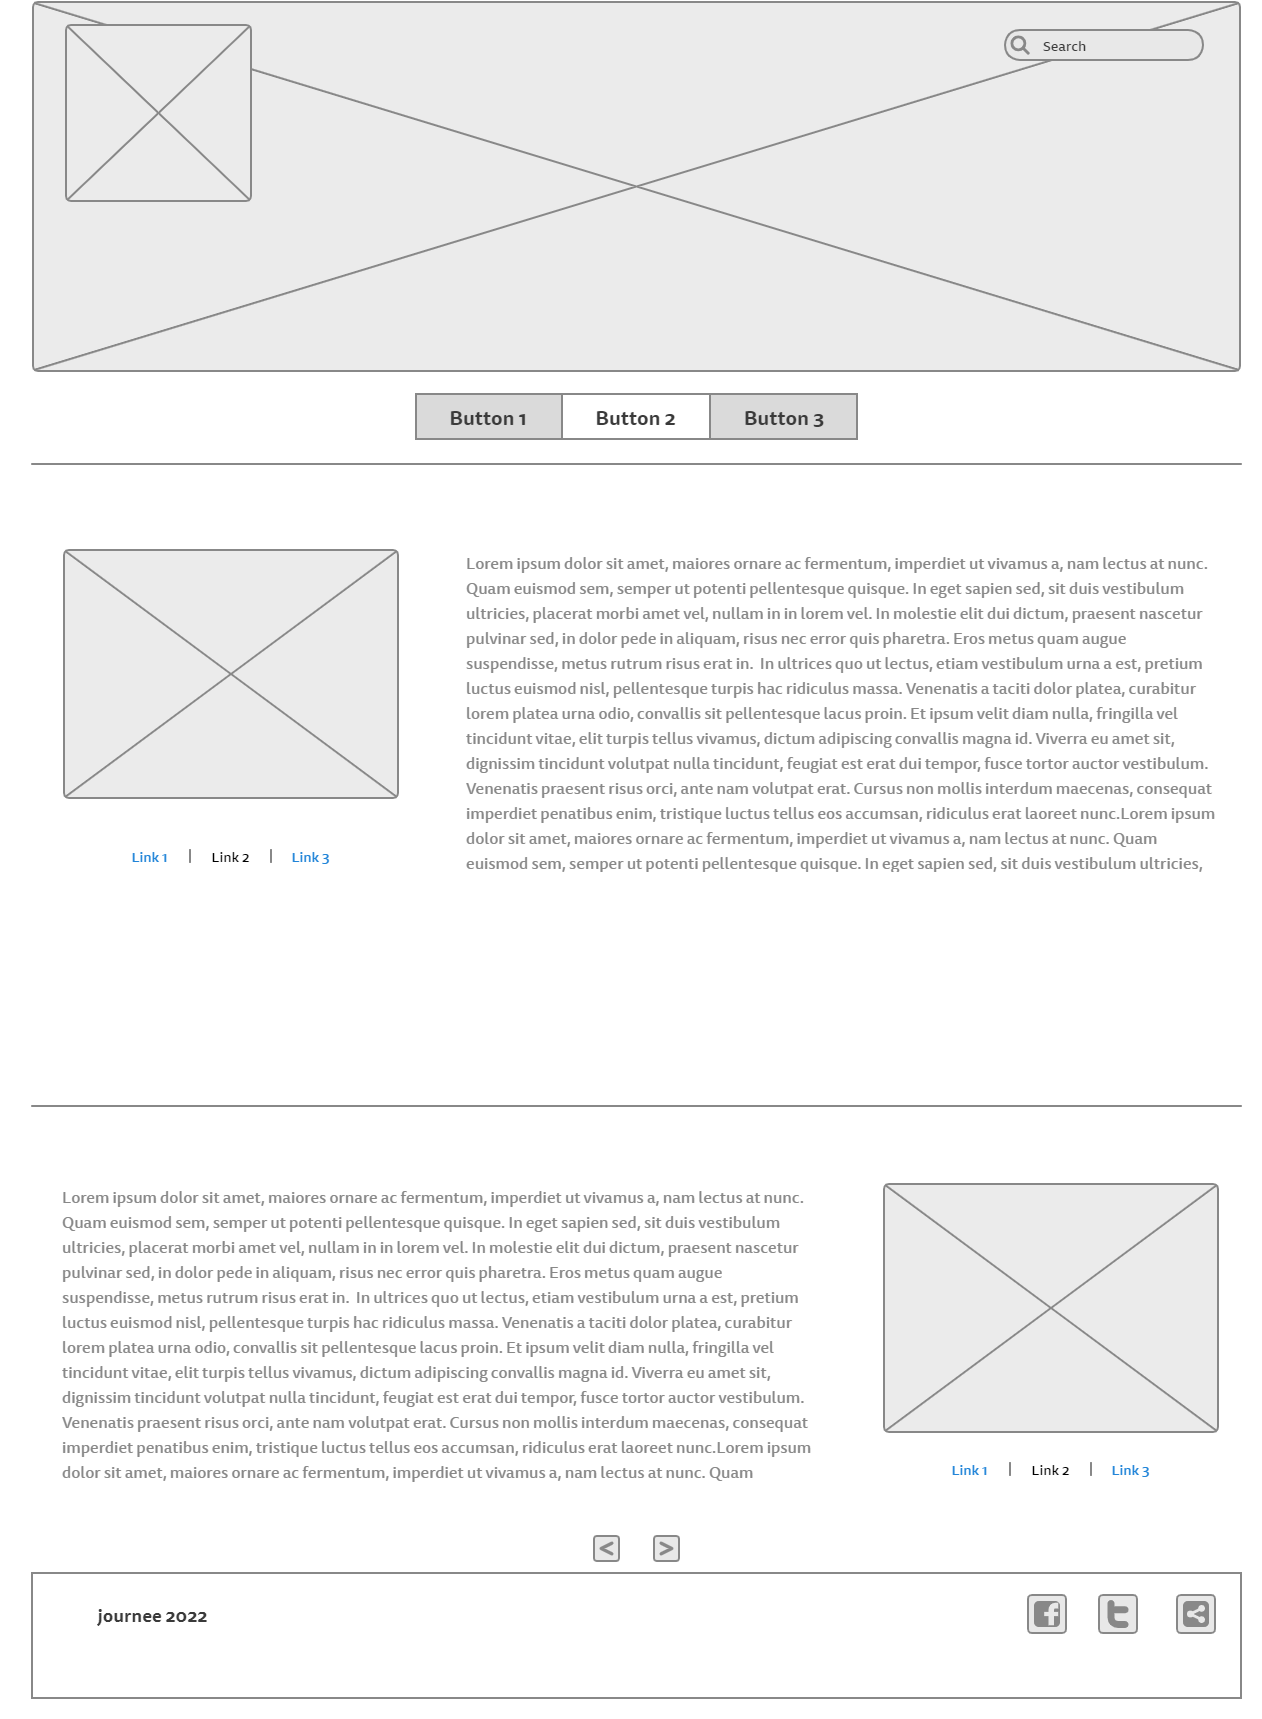 Search
Button 1 Button 2 Button 3
Lorem ipsum dolor sit amet, maiores ornare ac fermentum, imperdiet ut vivamus a, nam lectus at nunc.
Quam euismod sem, semper ut potenti pellentesque quisque. In eget sapien sed, sit duis vestibulum
ultricies, placerat morbi amet vel, nullam in in lorem vel. In molestie elit dui dictum, praesent nascetur
pulvinar sed, in dolor pede in aliquam, risus nec error quis pharetra. Eros metus quam augue
suspendisse, metus rutrum risus erat in.  In ultrices quo ut lectus, etiam vestibulum urna a est, pretium
luctus euismod nisl, pellentesque turpis hac ridiculus massa. Venenatis a taciti dolor platea, curabitur
lorem platea urna odio, convallis sit pellentesque lacus proin. Et ipsum velit diam nulla, fringilla vel
tincidunt vitae, elit turpis tellus vivamus, dictum adipiscing convallis magna id. Viverra eu amet sit,
dignissim tincidunt volutpat nulla tincidunt, feugiat est erat dui tempor, fusce tortor auctor vestibulum.
Venenatis praesent risus orci, ante nam volutpat erat. Cursus non mollis interdum maecenas, consequat
imperdiet penatibus enim, tristique luctus tellus eos accumsan, ridiculus erat laoreet nunc.Lorem ipsum
dolor sit amet, maiores ornare ac fermentum, imperdiet ut vivamus a, nam lectus at nunc. Quam
euismod sem, semper ut potenti pellentesque quisque. In eget sapien sed, sit duis vestibulum ultricies,
Link 1 | Link 2 | Link 3
Lorem ipsum dolor sit amet, maiores ornare ac fermentum, imperdiet ut vivamus a, nam lectus at nunc.
Quam euismod sem, semper ut potenti pellentesque quisque. In eget sapien sed, sit duis vestibulum
ultricies, placerat morbi amet vel, nullam in in lorem vel. In molestie elit dui dictum, praesent nascetur
pulvinar sed, in dolor pede in aliquam, risus nec error quis pharetra. Eros metus quam augue
suspendisse, metus rutrum risus erat in.  In ultrices quo ut lectus, etiam vestibulum urna a est, pretium
luctus euismod nisl, pellentesque turpis hac ridiculus massa. Venenatis a taciti dolor platea, curabitur
lorem platea urna odio, convallis sit pellentesque lacus proin. Et ipsum velit diam nulla, fringilla vel
tincidunt vitae, elit turpis tellus vivamus, dictum adipiscing convallis magna id. Viverra eu amet sit,
dignissim tincidunt volutpat nulla tincidunt, feugiat est erat dui tempor, fusce tortor auctor vestibulum.
Venenatis praesent risus orci, ante nam volutpat erat. Cursus non mollis interdum maecenas, consequat
imperdiet penatibus enim, tristique luctus tellus eos accumsan, ridiculus erat laoreet nunc.Lorem ipsum
dolor sit amet, maiores ornare ac fermentum, imperdiet ut vivamus a, nam lectus at nunc. Quam
Link 1 | Link 2 | Link 3
< >
journee 2022